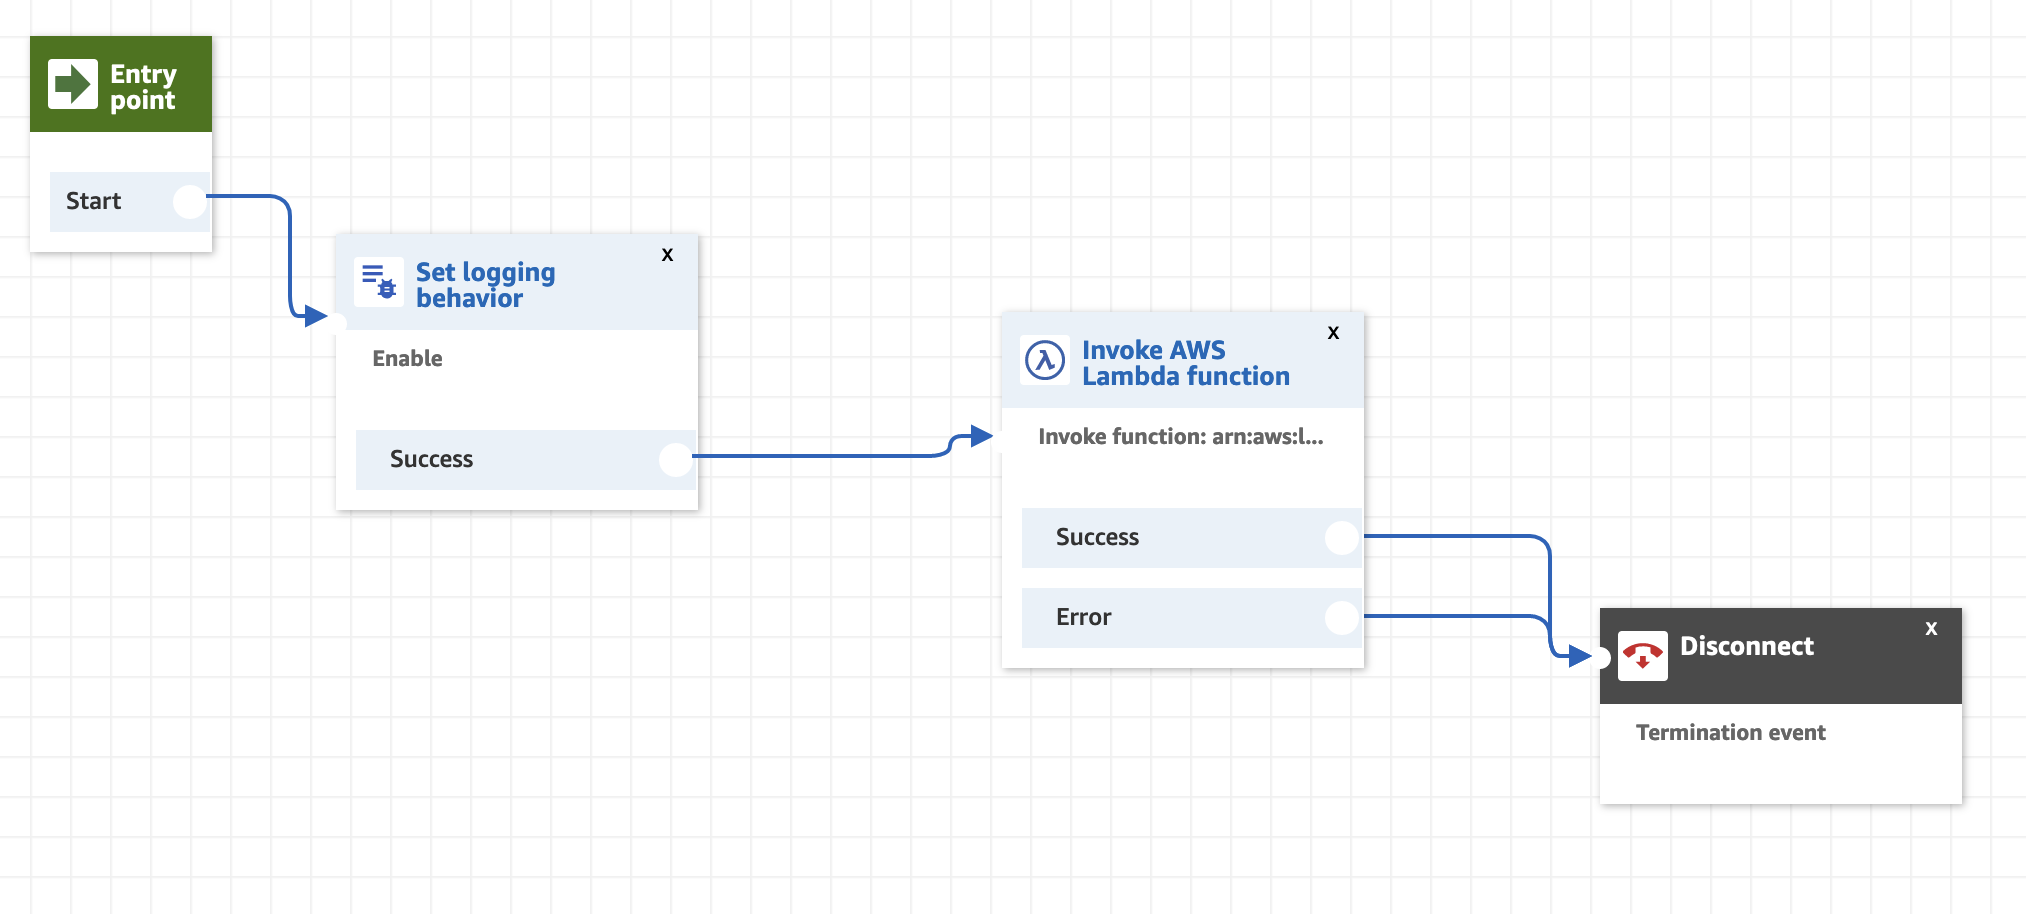 Entry
point
Start
X
Set logging
behavior
Enable
Success
X
Invoke AWS
Lambda function
Invoke function: arn:aws:l...
Success
Error
X
Disconnect
Termination event